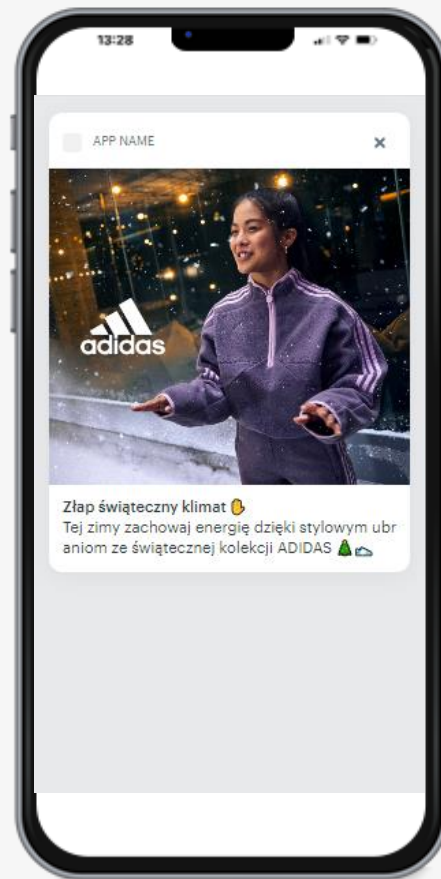 13:28
APP NAME
adidas
Złap świąteczny klimat ✋
Tej zimy zachowaj energię dzięki stylowym ubr
aniom ze świątecznej kolekcji ADIDAS 🎄👟